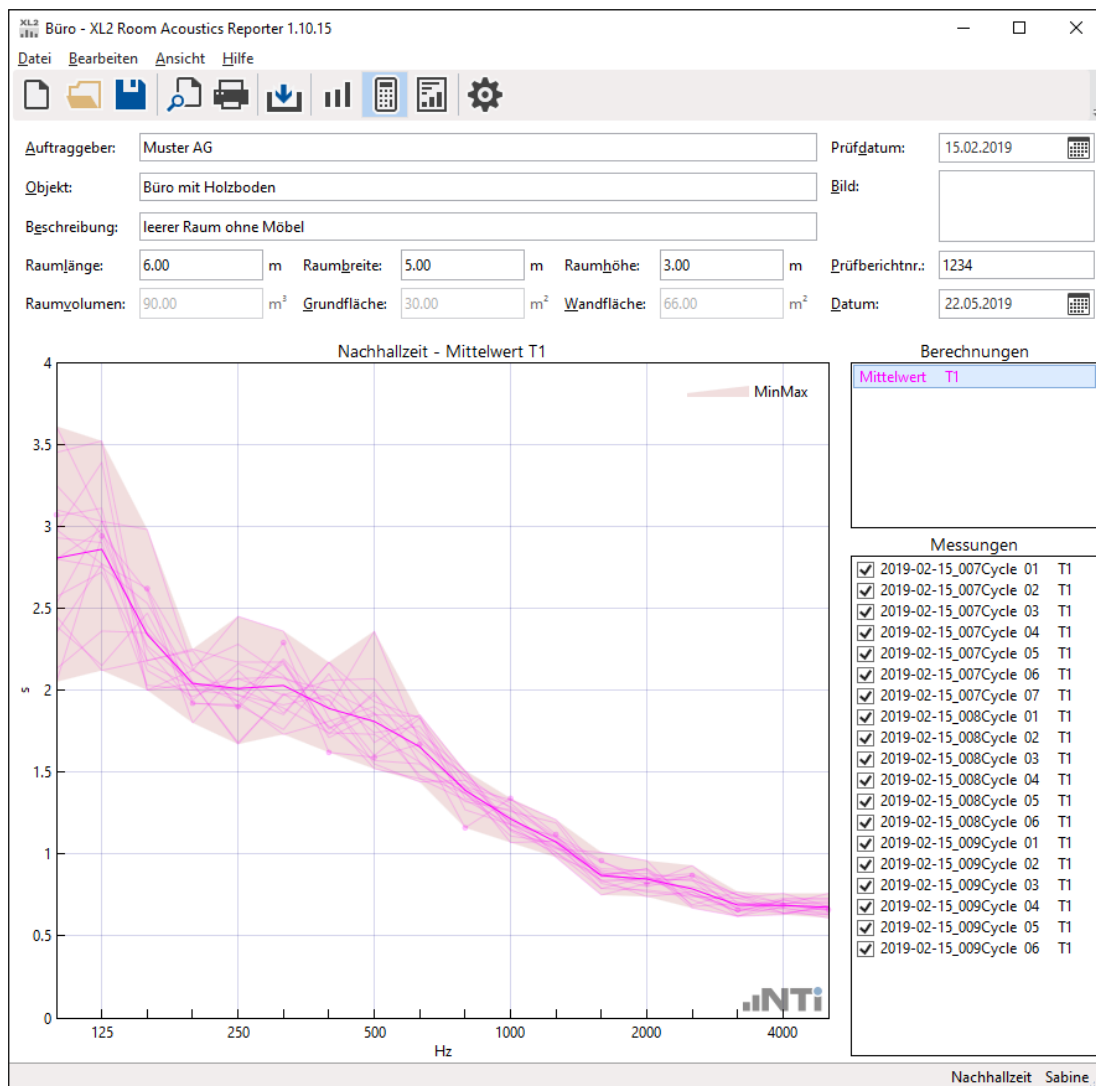 XL2 Büro - XL2 Room Acoustics Reporter 1.10.15
Datei Bearbeiten Ansicht Hilfe
Auftraggeber: Muster AG Prüfdatum: 15.02.2019
Objekt: Büro mit Holzboden Bild:
Beschreibung: leerer Raum ohne Möbel
Raumlänge: 6.00 m Raumbreite: 5.00 m Raumhöhe: 3.00 m Prüfberichtnr.: 1234
Raumvolumen: 90.00 m³ Grundfläche: 30.00 m² Wandfläche: 66.00 m² Datum: 22.05.2019
Nachhallzeit - Mittelwert T1
MinMax
4
3.5
3
2.5
2
1.5
1
0.5
0
s
125 250 500 1000 2000 4000
Hz
NTi
Berechnungen
Mittelwert T1
Messungen
2019-02-15_007Cycle 01 T1
2019-02-15_007Cycle 02 T1
2019-02-15_007Cycle 03 T1
2019-02-15_007Cycle 04 T1
2019-02-15_007Cycle 05 T1
2019-02-15_007Cycle 06 T1
2019-02-15_007Cycle 07 T1
2019-02-15_008Cycle 01 T1
2019-02-15_008Cycle 02 T1
2019-02-15_008Cycle 03 T1
2019-02-15_008Cycle 04 T1
2019-02-15_008Cycle 05 T1
2019-02-15_008Cycle 06 T1
2019-02-15_009Cycle 01 T1
2019-02-15_009Cycle 02 T1
2019-02-15_009Cycle 03 T1
2019-02-15_009Cycle 04 T1
2019-02-15_009Cycle 05 T1
2019-02-15_009Cycle 06 T1
Nachhallzeit Sabine